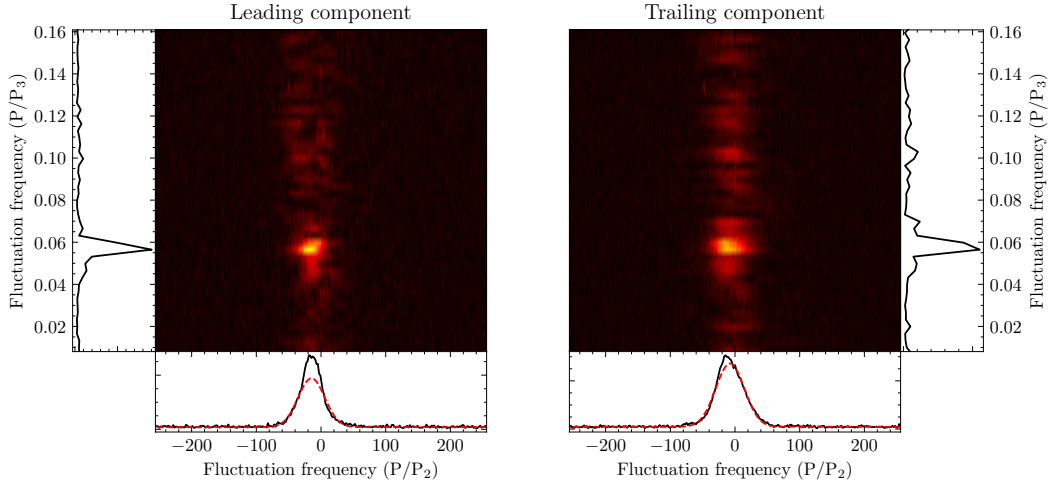 Leading component
Trailing component
0.16
0.14
0.12
0.10
0.08
0.06
0.04
0.02
Fluctuation frequency (P/P3)
0.16
0.14
0.12
0.10
0.08
0.06
0.04
0.02
Fluctuation frequency (P/P3)
−200 −100 0 100 200
−200 −100 0 100 200
Fluctuation frequency (P/P2)
Fluctuation frequency (P/P2)